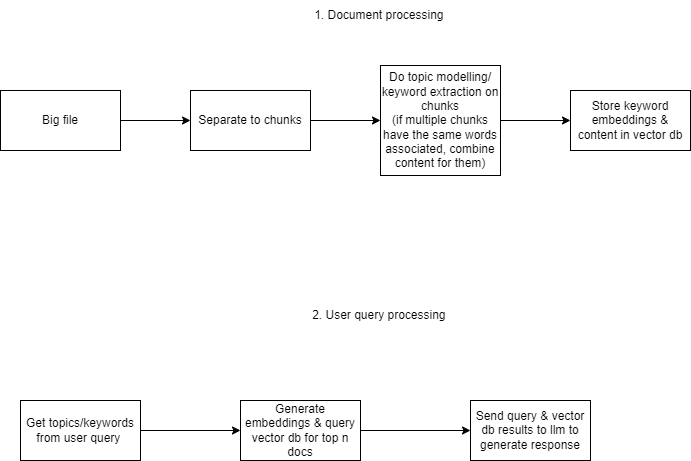 1. Document processing
Big file
Separate to chunks
Do topic modelling/
keyword extraction on
chunks
(if multiple chunks
have the same words
associated, combine
content for them)
Store keyword
embeddings &
content in vector db
2. User query processing
Get topics/keywords
from user query
Generate
embeddings & query
vector db for top n
docs
Send query & vector
db results to llm to
generate response